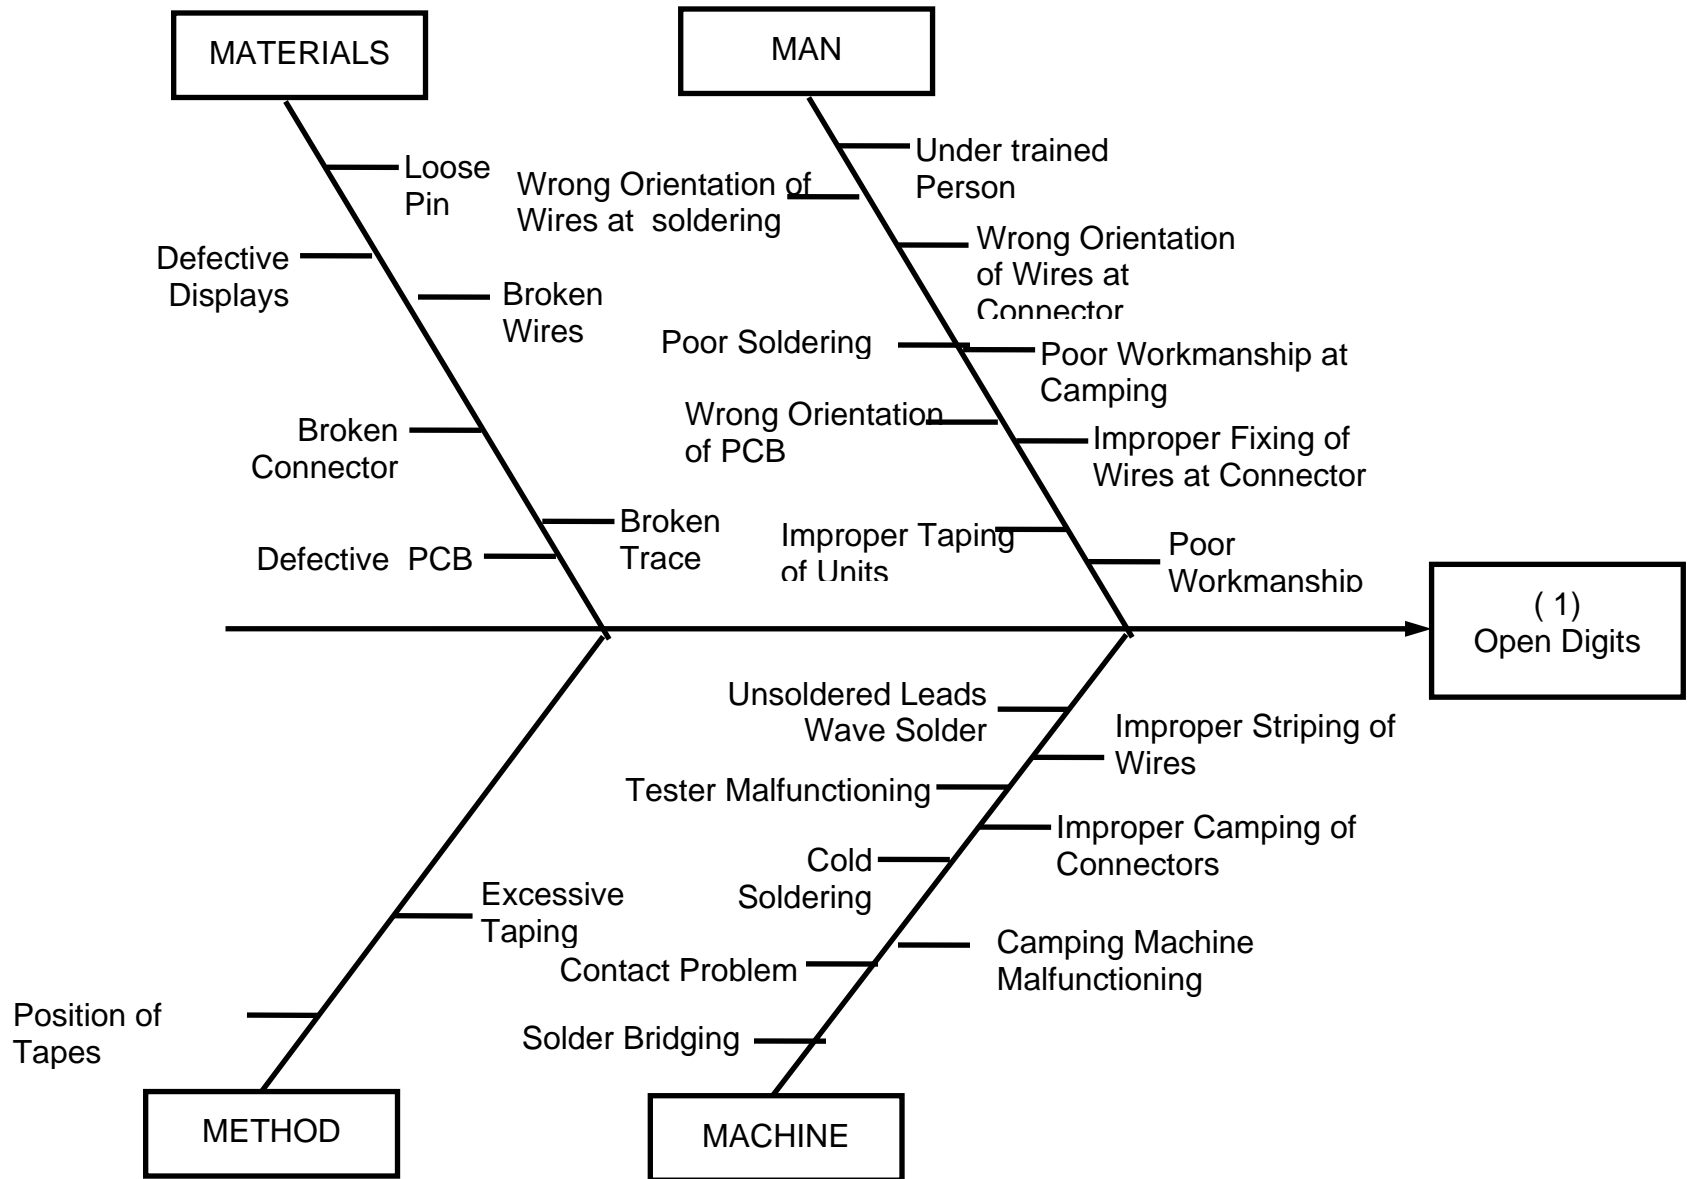 MATERIALS
MAN
Loose
Pin
Defective
Displays
Broken
Wires
Broken
Connector
Broken
Trace
Defective PCB
Under trained
Person
Wrong Orientation of
Wires at soldering
Wrong Orientation
of Wires at
Connector
Poor Soldering
Poor Workmanship at
Camping
Wrong Orientation
of PCB
Improper Fixing of
Wires at Connector
Improper Taping
of Units
Poor
Workmanship
( 1)
Open Digits
Unsoldered Leads
Wave Solder
Improper Striping of
Wires
Tester Malfunctioning
Improper Camping of
Connectors
Cold
Soldering
Excessive
Taping
Camping Machine
Malfunctioning
Contact Problem
Position of
Tapes
Solder Bridging
METHOD
MACHINE